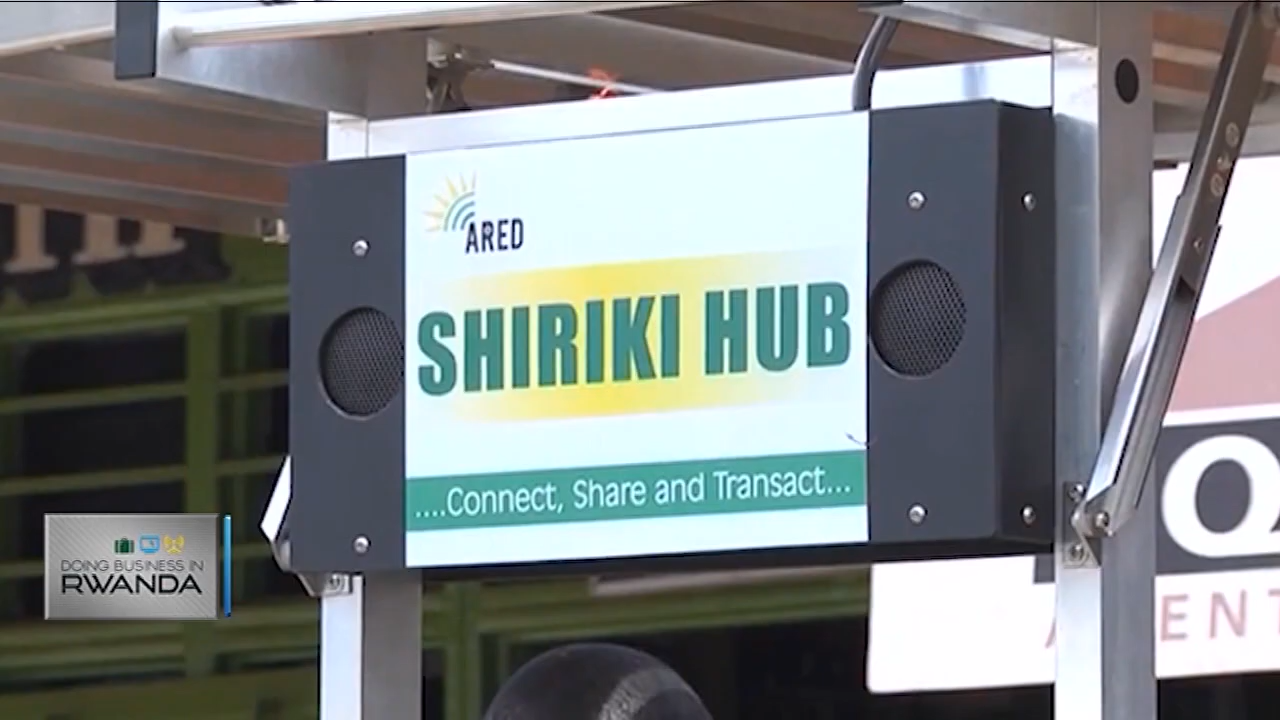 ARED
SHIRIKI HUB
....Connect, Share and Transact...
DOING BUSINESS IN
RWANDA